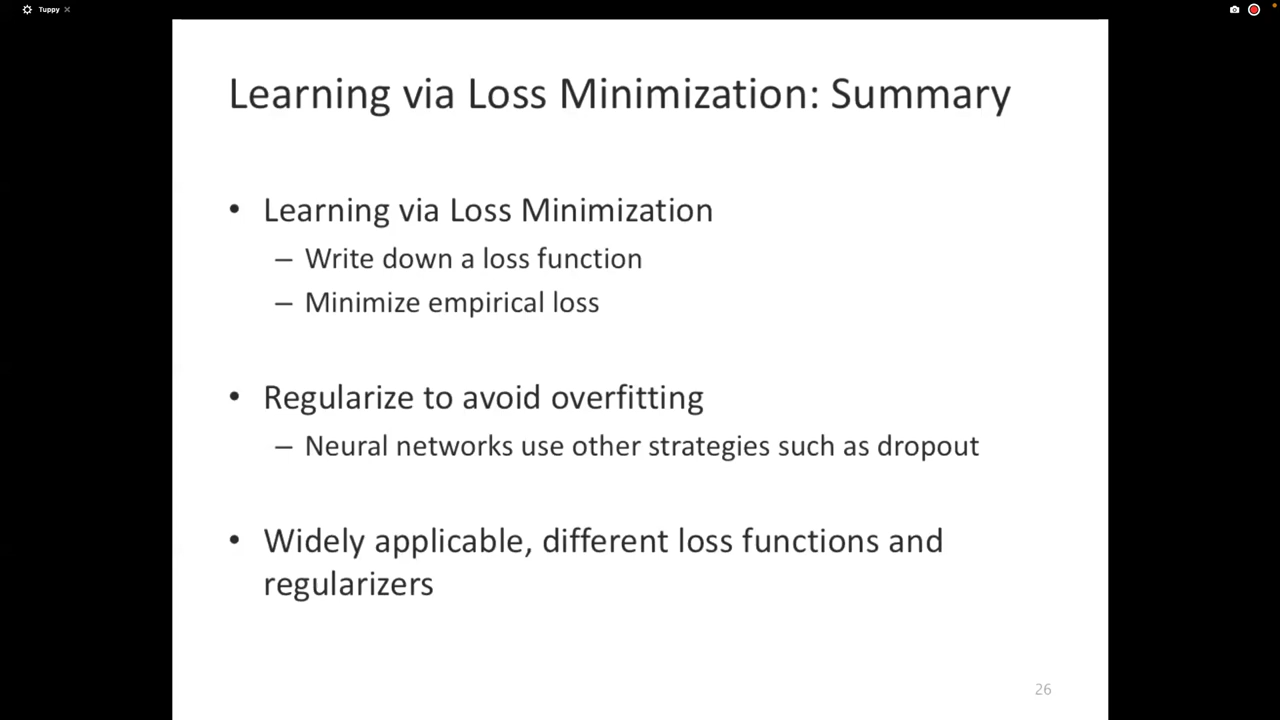 Tuppy
Learning via Loss Minimization: Summary
• Learning via Loss Minimization
– Write down a loss function
– Minimize empirical loss
• Regularize to avoid overfitting
– Neural networks use other strategies such as dropout
• Widely applicable, different loss functions and
regularizers
26